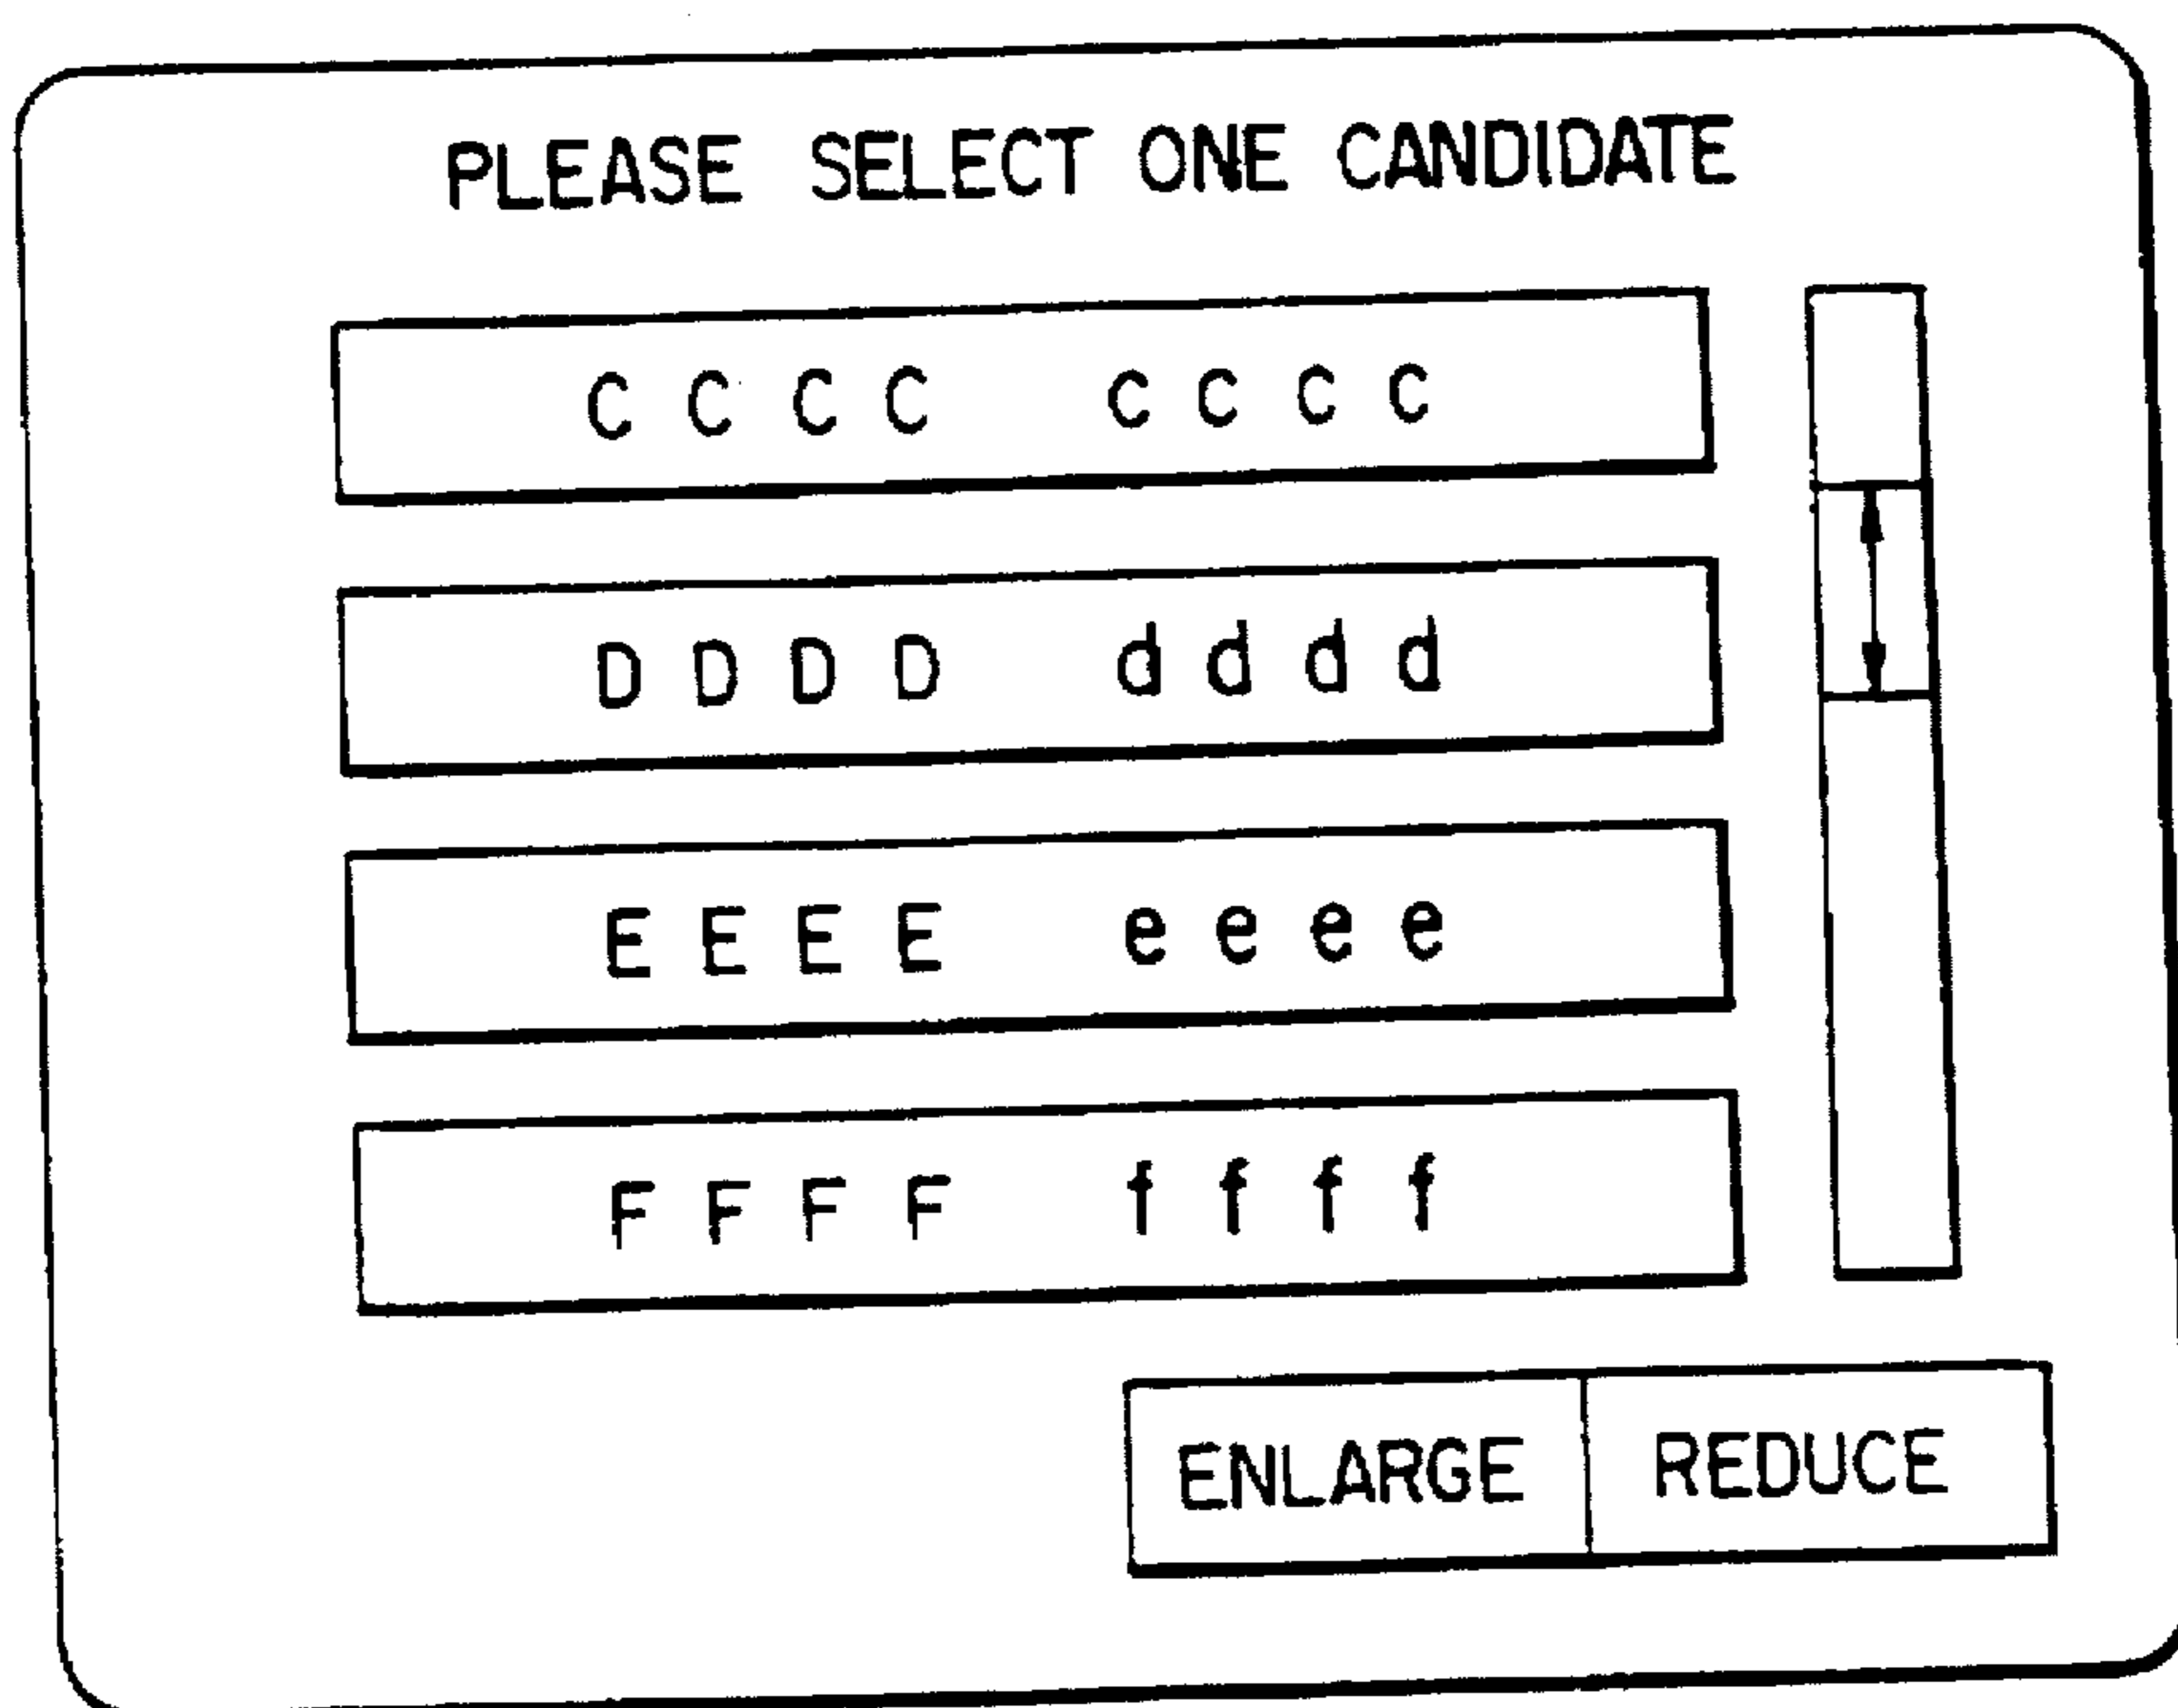 PLEASE SELECT ONE CANDIDATE
C C C C c c c c
D D D D d d d d
E E E E e e e e
F F F F f f f f
ENLARGE REDUCE